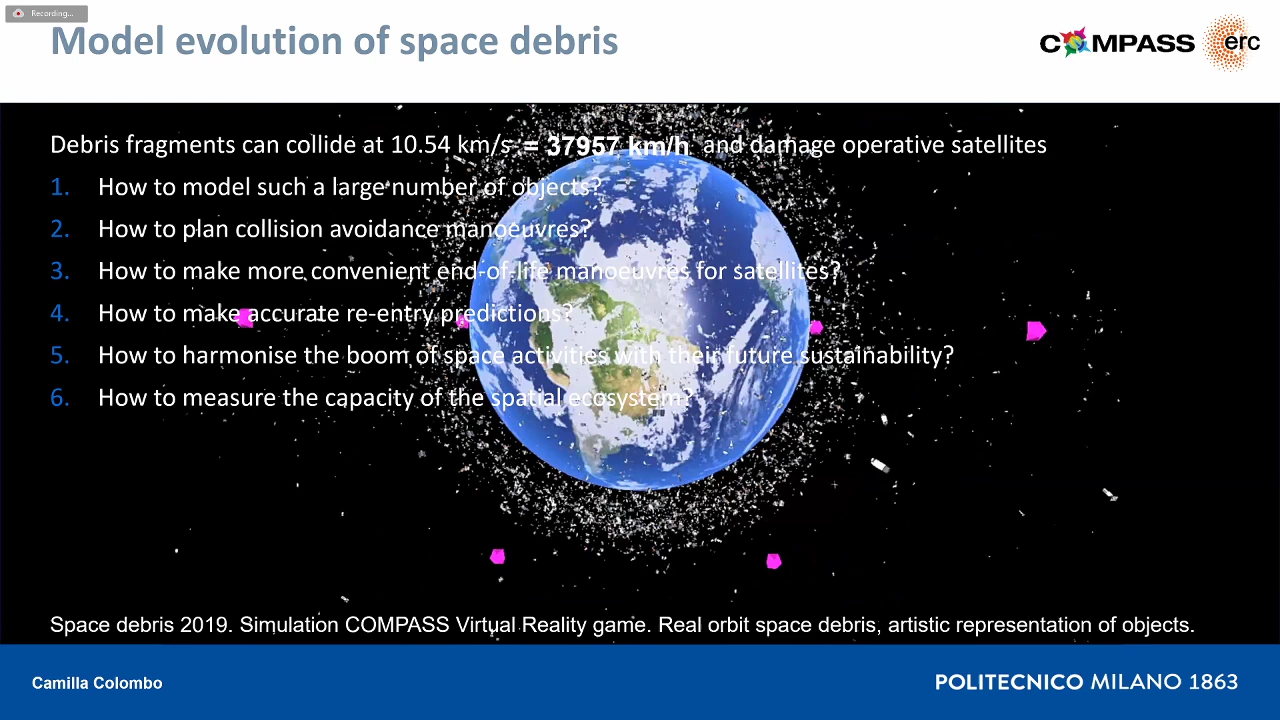 Recording...
Model evolution of space debris
COMPASS
erc
Debris fragments can collide at 10.54 km/s = 37957 km/h and damage operative satellites
1. How to model such a large number of objects?
2. How to plan collision avoidance manoeuvres?
3. How to make more convenient end-of-life manoeuvres for satellites?
4. How to make accurate re-entry predictions?
5. How to harmonise the boom of space activities with their future sustainability?
6. How to measure the capacity of the spatial ecosystem?
Space debris 2019. Simulation COMPASS Virtual Reality game. Real orbit space debris, artistic representation of objects.
Camilla Colombo
POLITECNICO MILANO 1863